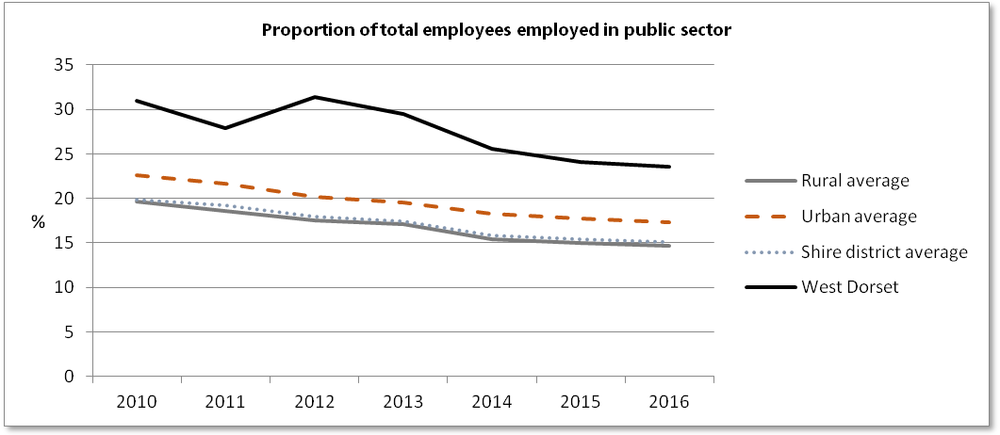 Proportion of total employees employed in public sector
35
30
25
20
15
10
5
0
%
2010 2011 2012 2013 2014 2015 2016
Rural average
Urban average
Shire district average
West Dorset